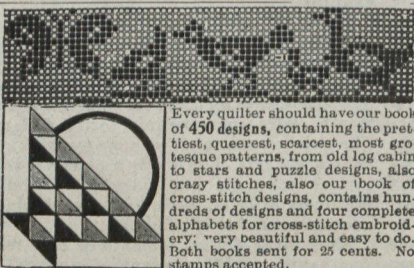 Every quilter should have our book
of 450 designs, containing the pret-
tiest, queerest, scarcest, most gro-
tesque patterns, from old log cabin
to stars and puzzle designs, also
crazy stitches, also our book of
cross-stitch designs, contains hun-
dreds of designs and four complete
alphabets for cross-stitch embroid-
ery; very beautiful and easy to do.
Both books sent for 25 cents. No
stamps accepted.